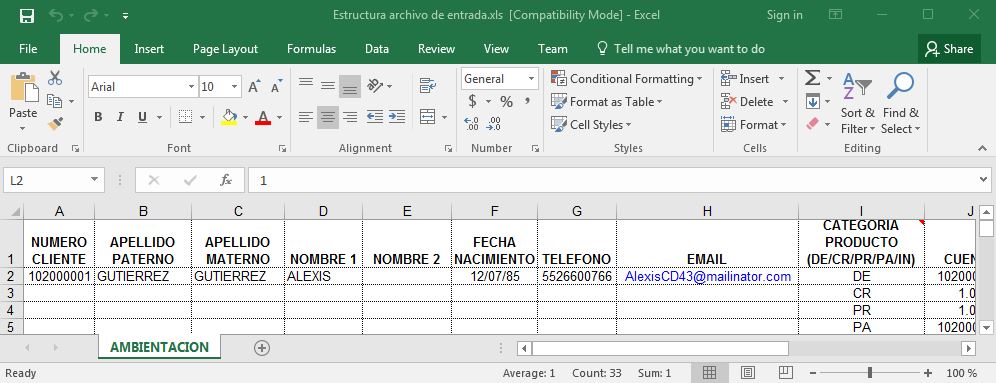 Estructura archivo de entrada.xls [Compatibility Mode] - Excel
Sign in
File Home Insert Page Layout Formulas Data Review View Team Tell me what you want to do Share
Paste
Arial 10 A A
B I U A
General
$ % ,
.0 .00 .00 .0
Conditional Formatting
Format as Table
Cell Styles
Insert
Delete
Format
Σ
A Z
Sort & Filter
Find & Select
Clipboard Font Alignment Number Styles Cells Editing
L2 fx 1
A B C D E F G H I J
1 NUMERO CLIENTE APELLIDO PATERNO APELLIDO MATERNO NOMBRE 1 NOMBRE 2 FECHA NACIMIENTO TELEFONO EMAIL CATEGORIA PRODUCTO (DE/CR/PR/PA/IN) CUEN
2 102000001 GUTIERREZ GUTIERREZ ALEXIS 12/07/85 5526600766 AlexisCD43@mailinator.com DE 10200
3 CR 1.0
4 PR 1.0
5 PA 10200
AMBIENTACION
Ready Average: 1 Count: 33 Sum: 1 100 %